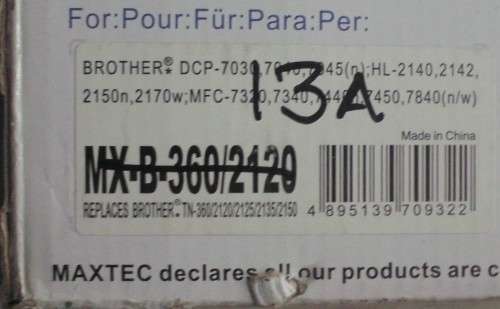 For:Pour:Für:Para:Per:
BROTHER® DCP-7030,7040,7045(n);HL-2140,2142,
2150n,2170w;MFC-7320,7340,7450,7840(n/w)
13A
Made in China
MX-B-360/2120
REPLACES BROTHER® TN-360/2120/2125/2135/2150
4 895139 709322
MAXTEC declares all our products are c